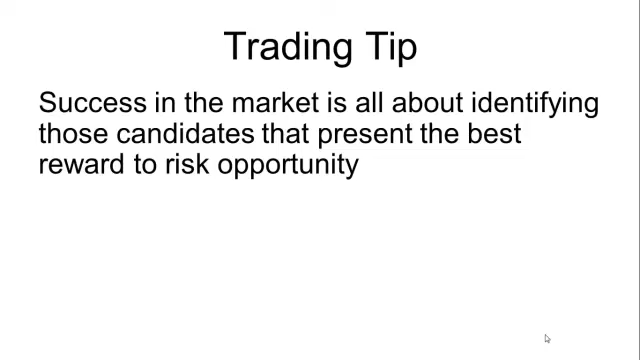 Trading Tip
Success in the market is all about identifying
those candidates that present the best
reward to risk opportunity